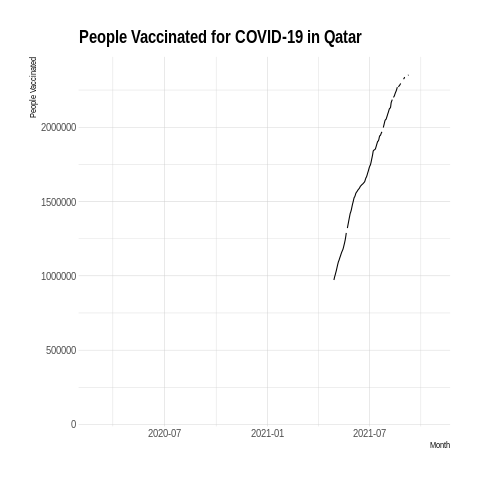 People Vaccinated for COVID-19 in Qatar
People Vaccinated
2000000
1500000
1000000
500000
0
2020-07
2021-01
2021-07
Month